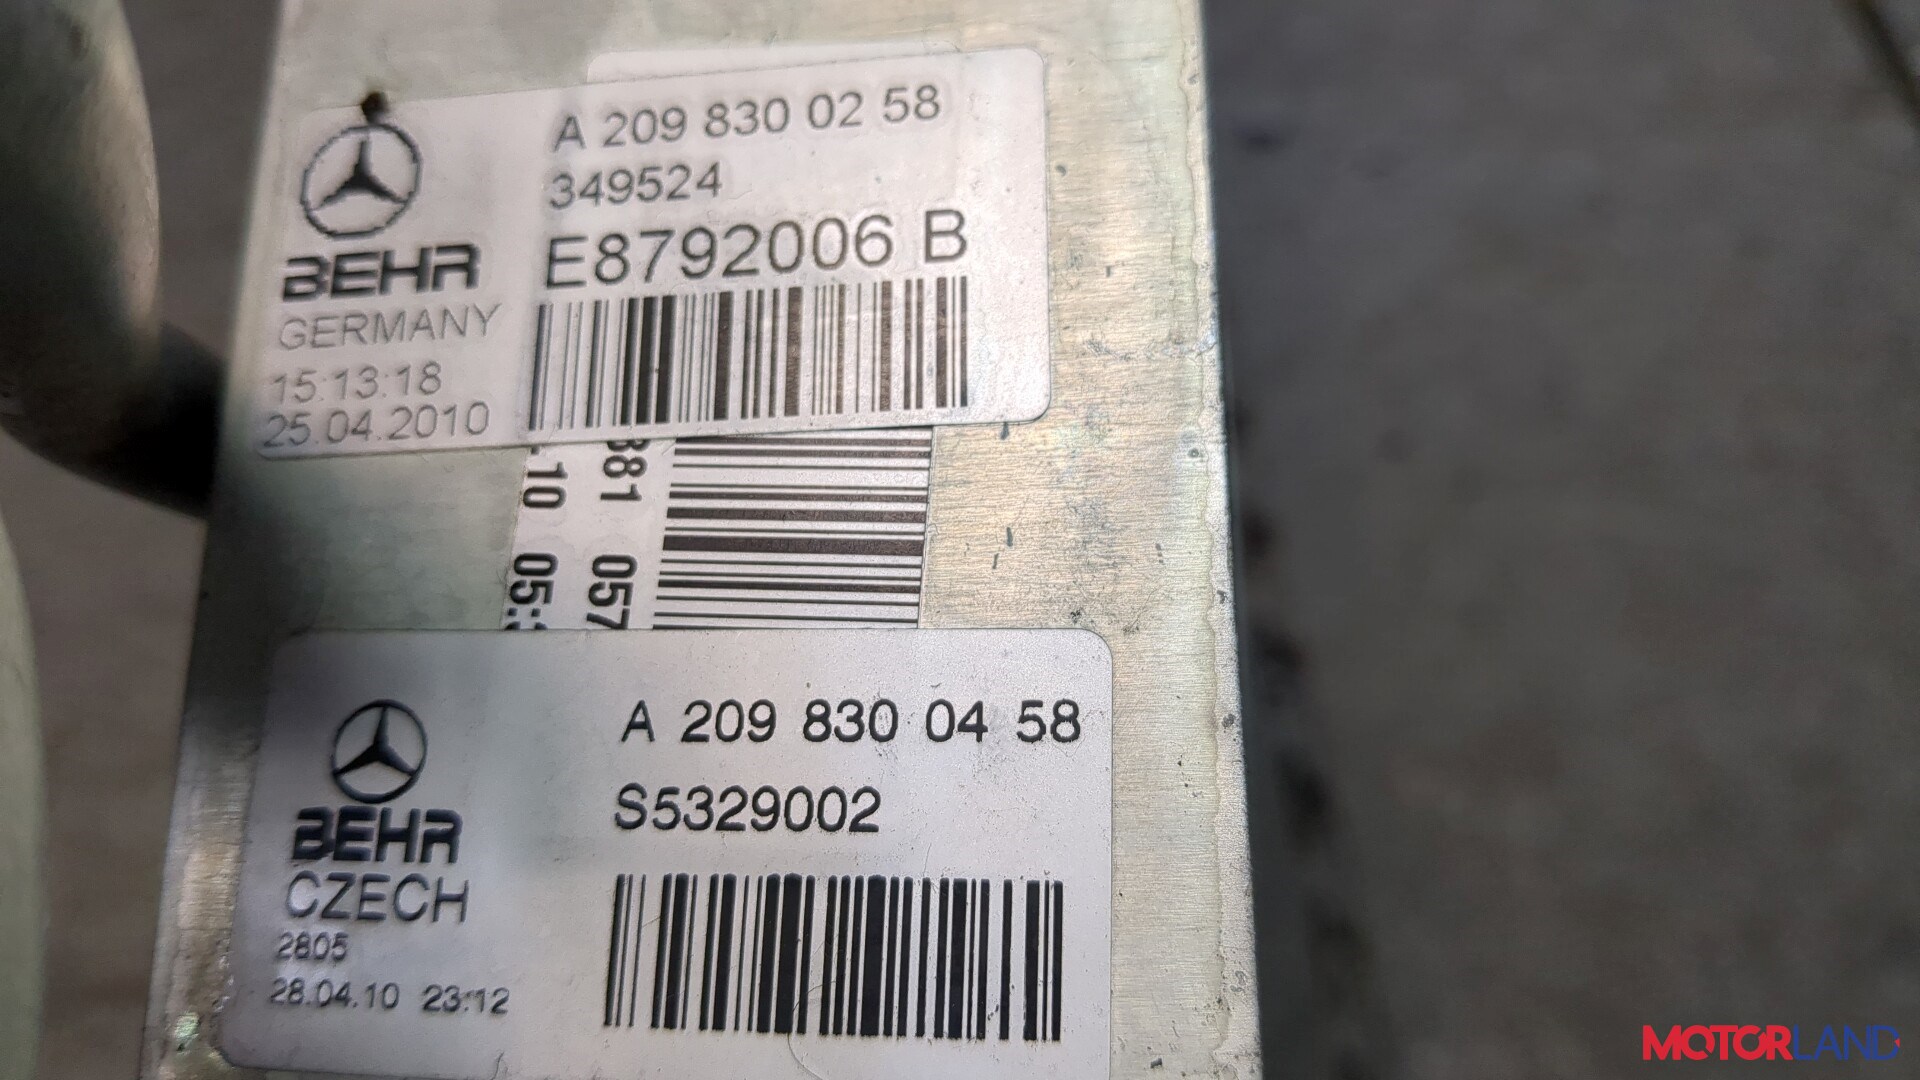 A 209 830 02 58
349524
E8792006 B
BEHR
GERMANY
15:13:18
25.04.2010
381 057
.10 05:
A 209 830 04 58
S5329002
BEHR
CZECH
2805
28.04.10 23:12
MOTORLAND